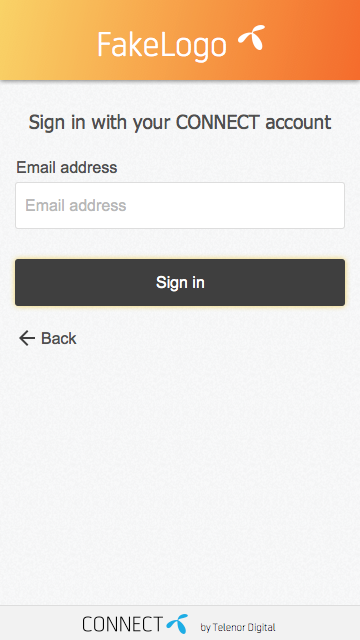 FakeLogo
Sign in with your CONNECT account
Email address
Email address
Sign in
Back
CONNECT by Telenor Digital